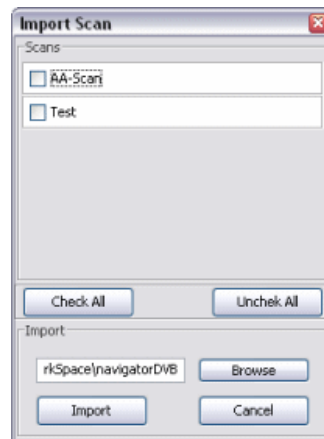 Import Scan
Scans
AA-Scan
Test
Check All Unchek All
Import
rkSpace\navigatorDVB Browse
Import Cancel